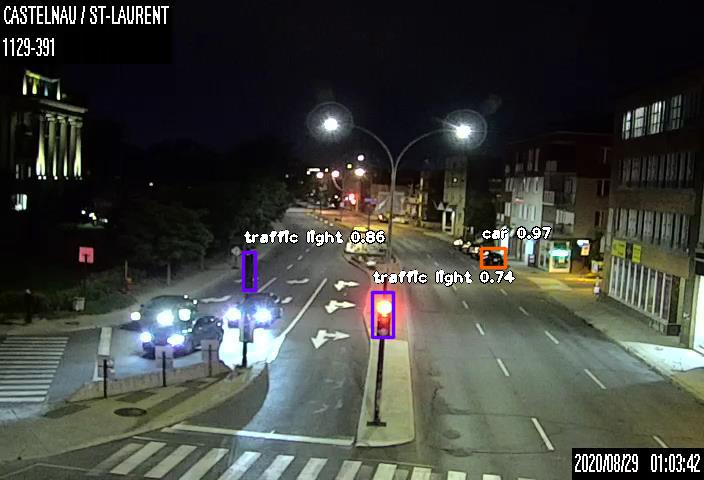 CASTELNAU / ST-LAURENT
1129-391
traffic light 0.86
car 0.97
traffic light 0.74
2020/08/29 01:03:42